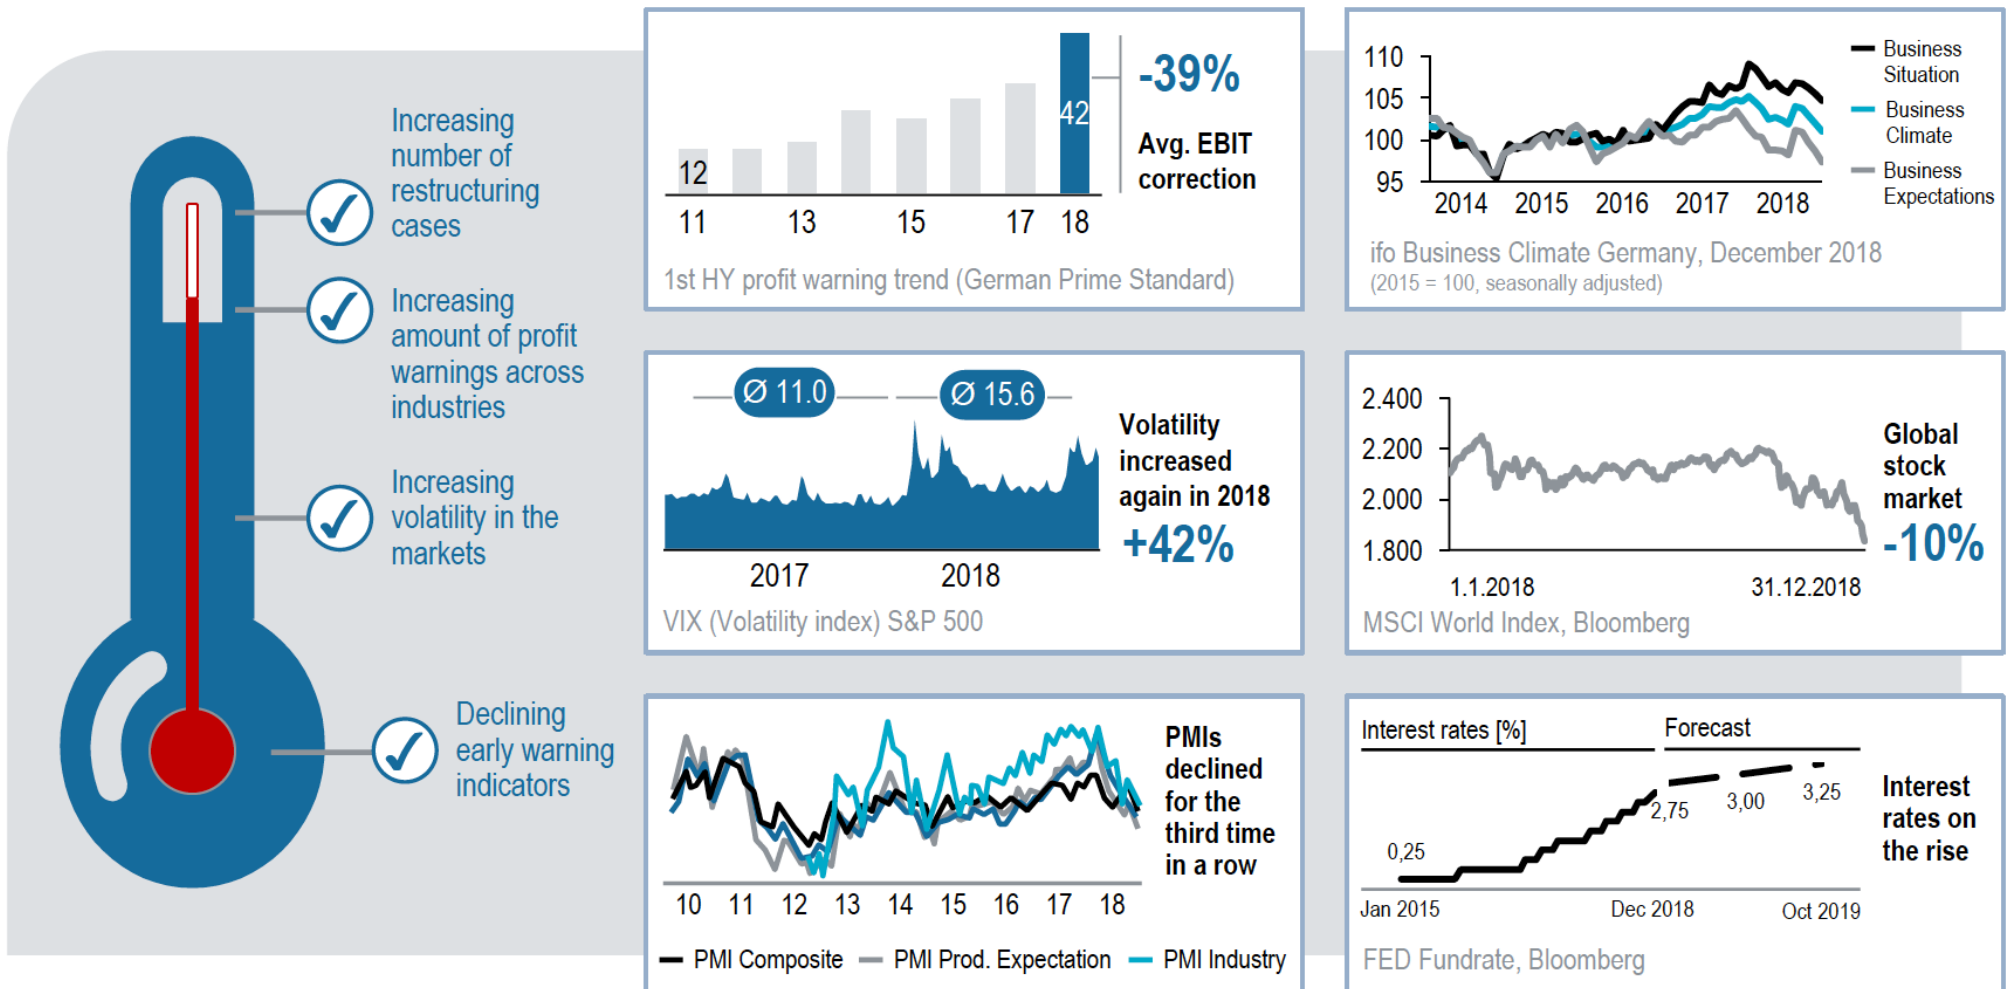 Increasing
number of
restructuring
cases
Increasing
amount of profit
warnings across
industries
Increasing
volatility in the
markets
Declining
early warning
indicators
12
42
-39%
Avg. EBIT
correction
11
13
15
17
18
1st HY profit warning trend (German Prime Standard)
110
105
100
95
2014
2015
2016
2017
2018
Business
Situation
Business
Climate
Business
Expectations
ifo Business Climate Germany, December 2018
(2015 = 100, seasonally adjusted)
Ø 11.0
Ø 15.6
Volatility
increased
again in 2018
+42%
2017
2018
VIX (Volatility index) S&P 500
2.400
2.200
2.000
1.800
1.1.2018
31.12.2018
Global
stock
market
-10%
MSCI World Index, Bloomberg
PMIs
declined
for the
third time
in a row
10
11
12
13
14
15
16
17
18
PMI Composite
PMI Prod. Expectation
PMI Industry
Interest rates [%]
Forecast
0,25
2,75
3,00
3,25
Jan 2015
Dec 2018
Oct 2019
Interest
rates on
the rise
FED Fundrate, Bloomberg